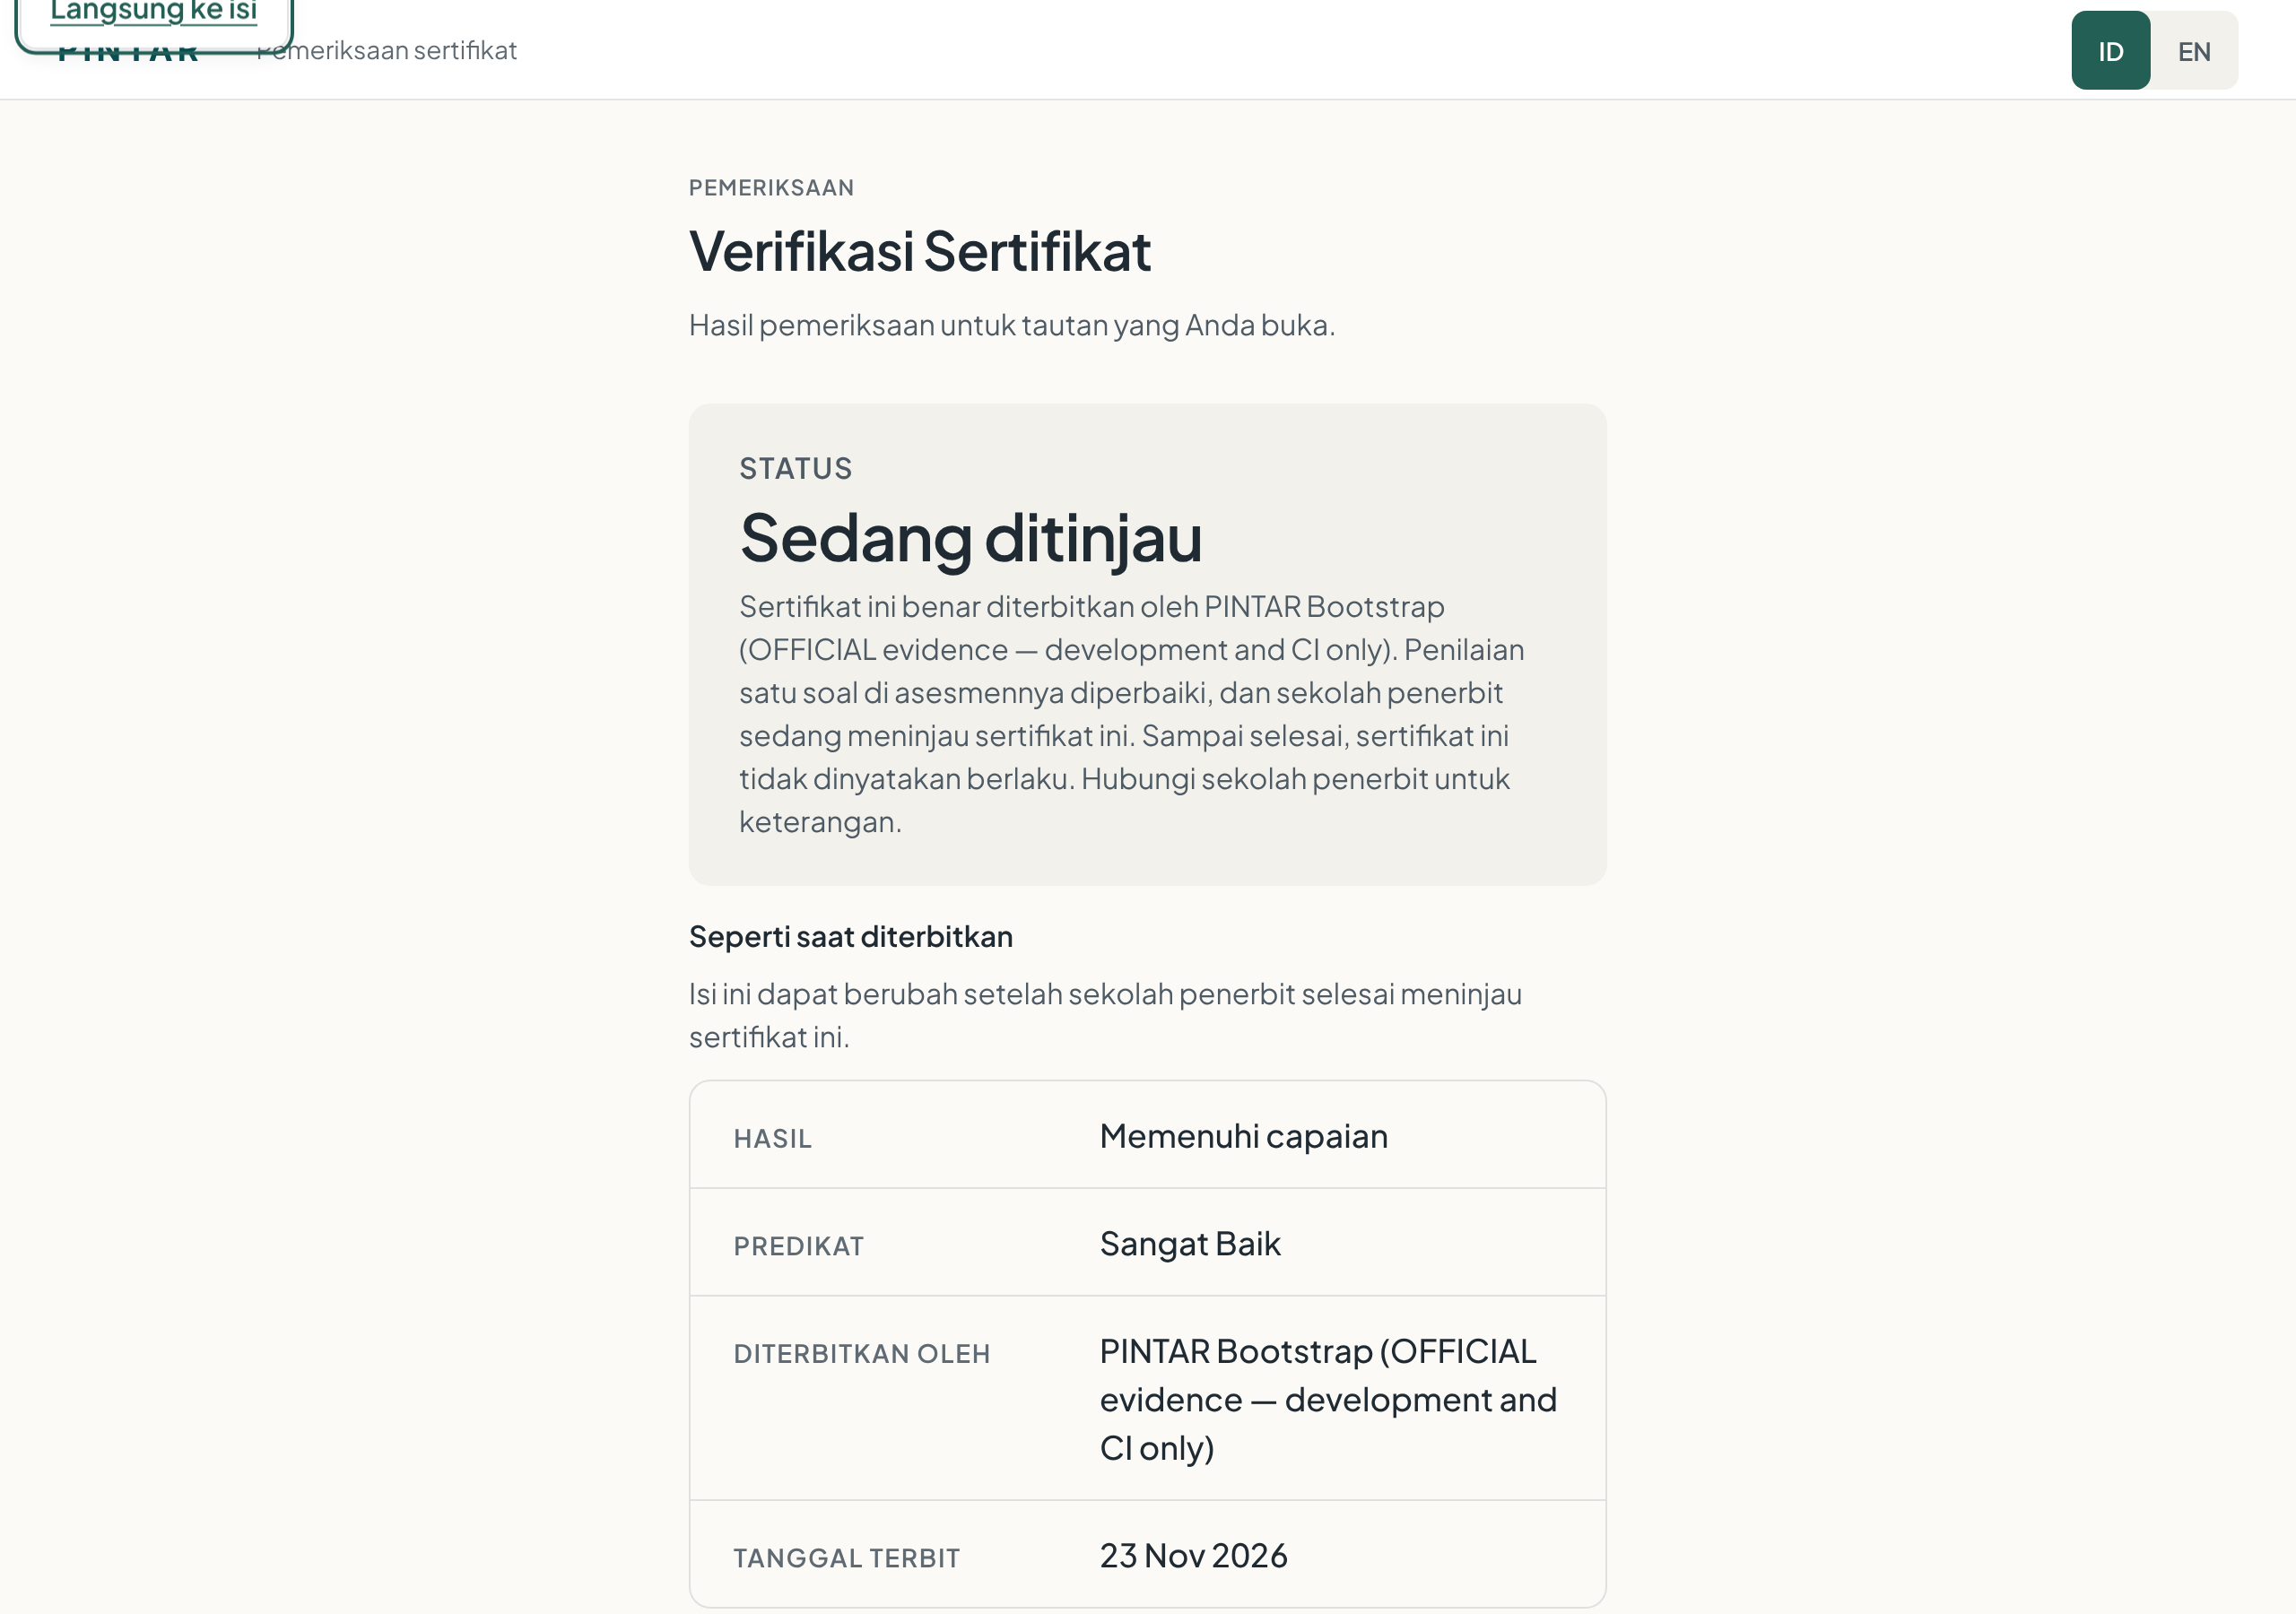 Langsung ke isi
PINTAR
Pemeriksaan sertifikat
ID
EN
PEMERIKSAAN
Verifikasi Sertifikat
Hasil pemeriksaan untuk tautan yang Anda buka.
STATUS
Sedang ditinjau
Sertifikat ini benar diterbitkan oleh PINTAR Bootstrap
(OFFICIAL evidence — development and CI only). Penilaian
satu soal di asesmennya diperbaiki, dan sekolah penerbit
sedang meninjau sertifikat ini. Sampai selesai, sertifikat ini
tidak dinyatakan berlaku. Hubungi sekolah penerbit untuk
keterangan.
Seperti saat diterbitkan
Isi ini dapat berubah setelah sekolah penerbit selesai meninjau
sertifikat ini.
HASIL
Memenuhi capaian
PREDIKAT
Sangat Baik
DITERBITKAN OLEH
PINTAR Bootstrap (OFFICIAL
evidence — development and
CI only)
TANGGAL TERBIT
23 Nov 2026